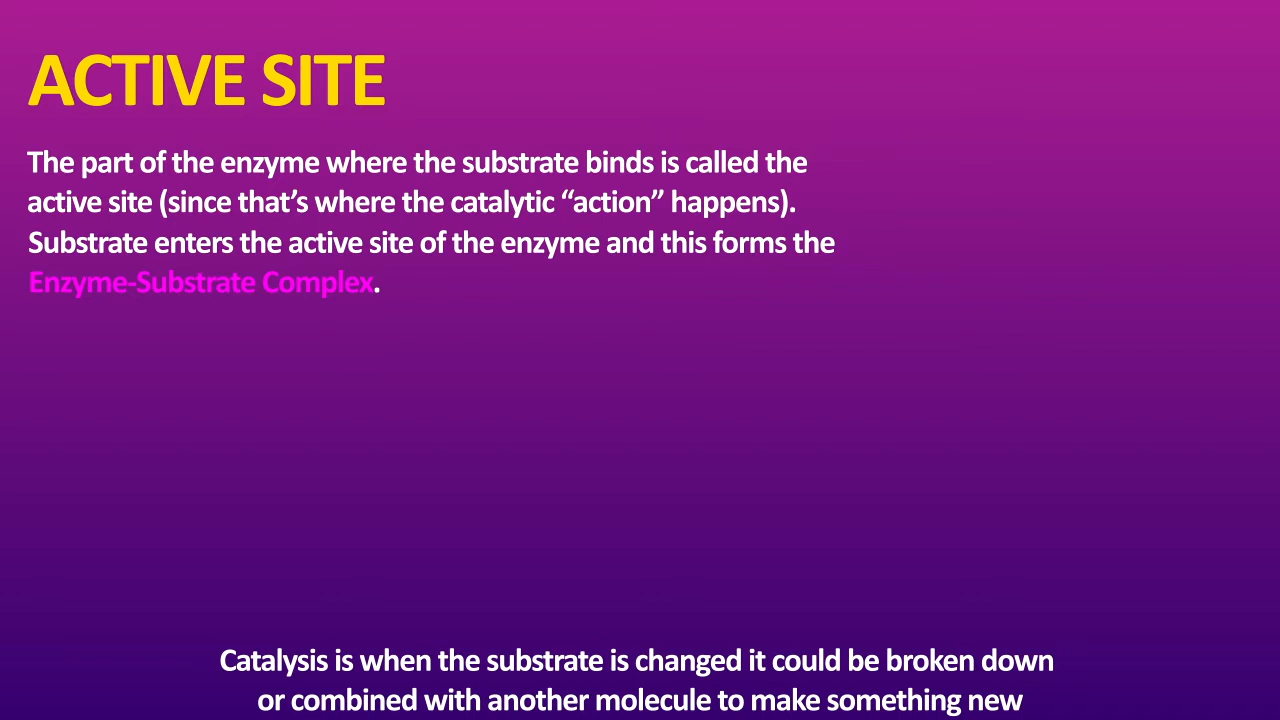 ACTIVE SITE
The part of the enzyme where the substrate binds is called the
active site (since that’s where the catalytic “action” happens).
Substrate enters the active site of the enzyme and this forms the
Enzyme-Substrate Complex.
Catalysis is when the substrate is changed it could be broken down
or combined with another molecule to make something new